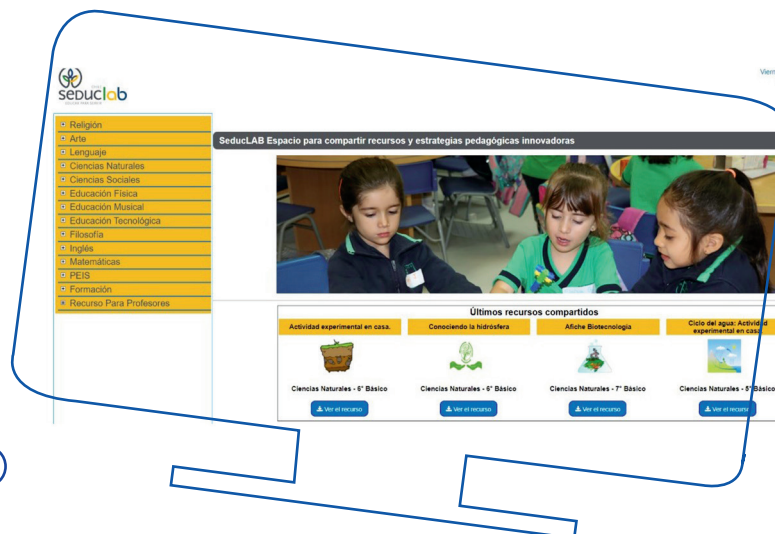 Viern
seduclab
Religión
Arte
Lenguaje
Ciencias Naturales
Ciencias Sociales
Educación Física
Educación Musical
Educación Tecnológica
Filosofía
Inglés
Matemáticas
PEIS
Formación
Recurso Para Profesores
SeducLAB Espacio para compartir recursos y estrategias pedagógicas innovadoras
Últimos recursos compartidos
Actividad experimental en casa.
Ciencias Naturales - 6° Básico
Ver el recurso
Conociendo la hidrósfera
Ciencias Naturales - 6° Básico
Ver el recurso
Afiche Biotecnología
Ciencias Naturales - 7° Básico
Ver el recurso
Ciclo del agua: Actividad
experimental en casa.
Ciencias Naturales - 5° Básico
Ver el recurso